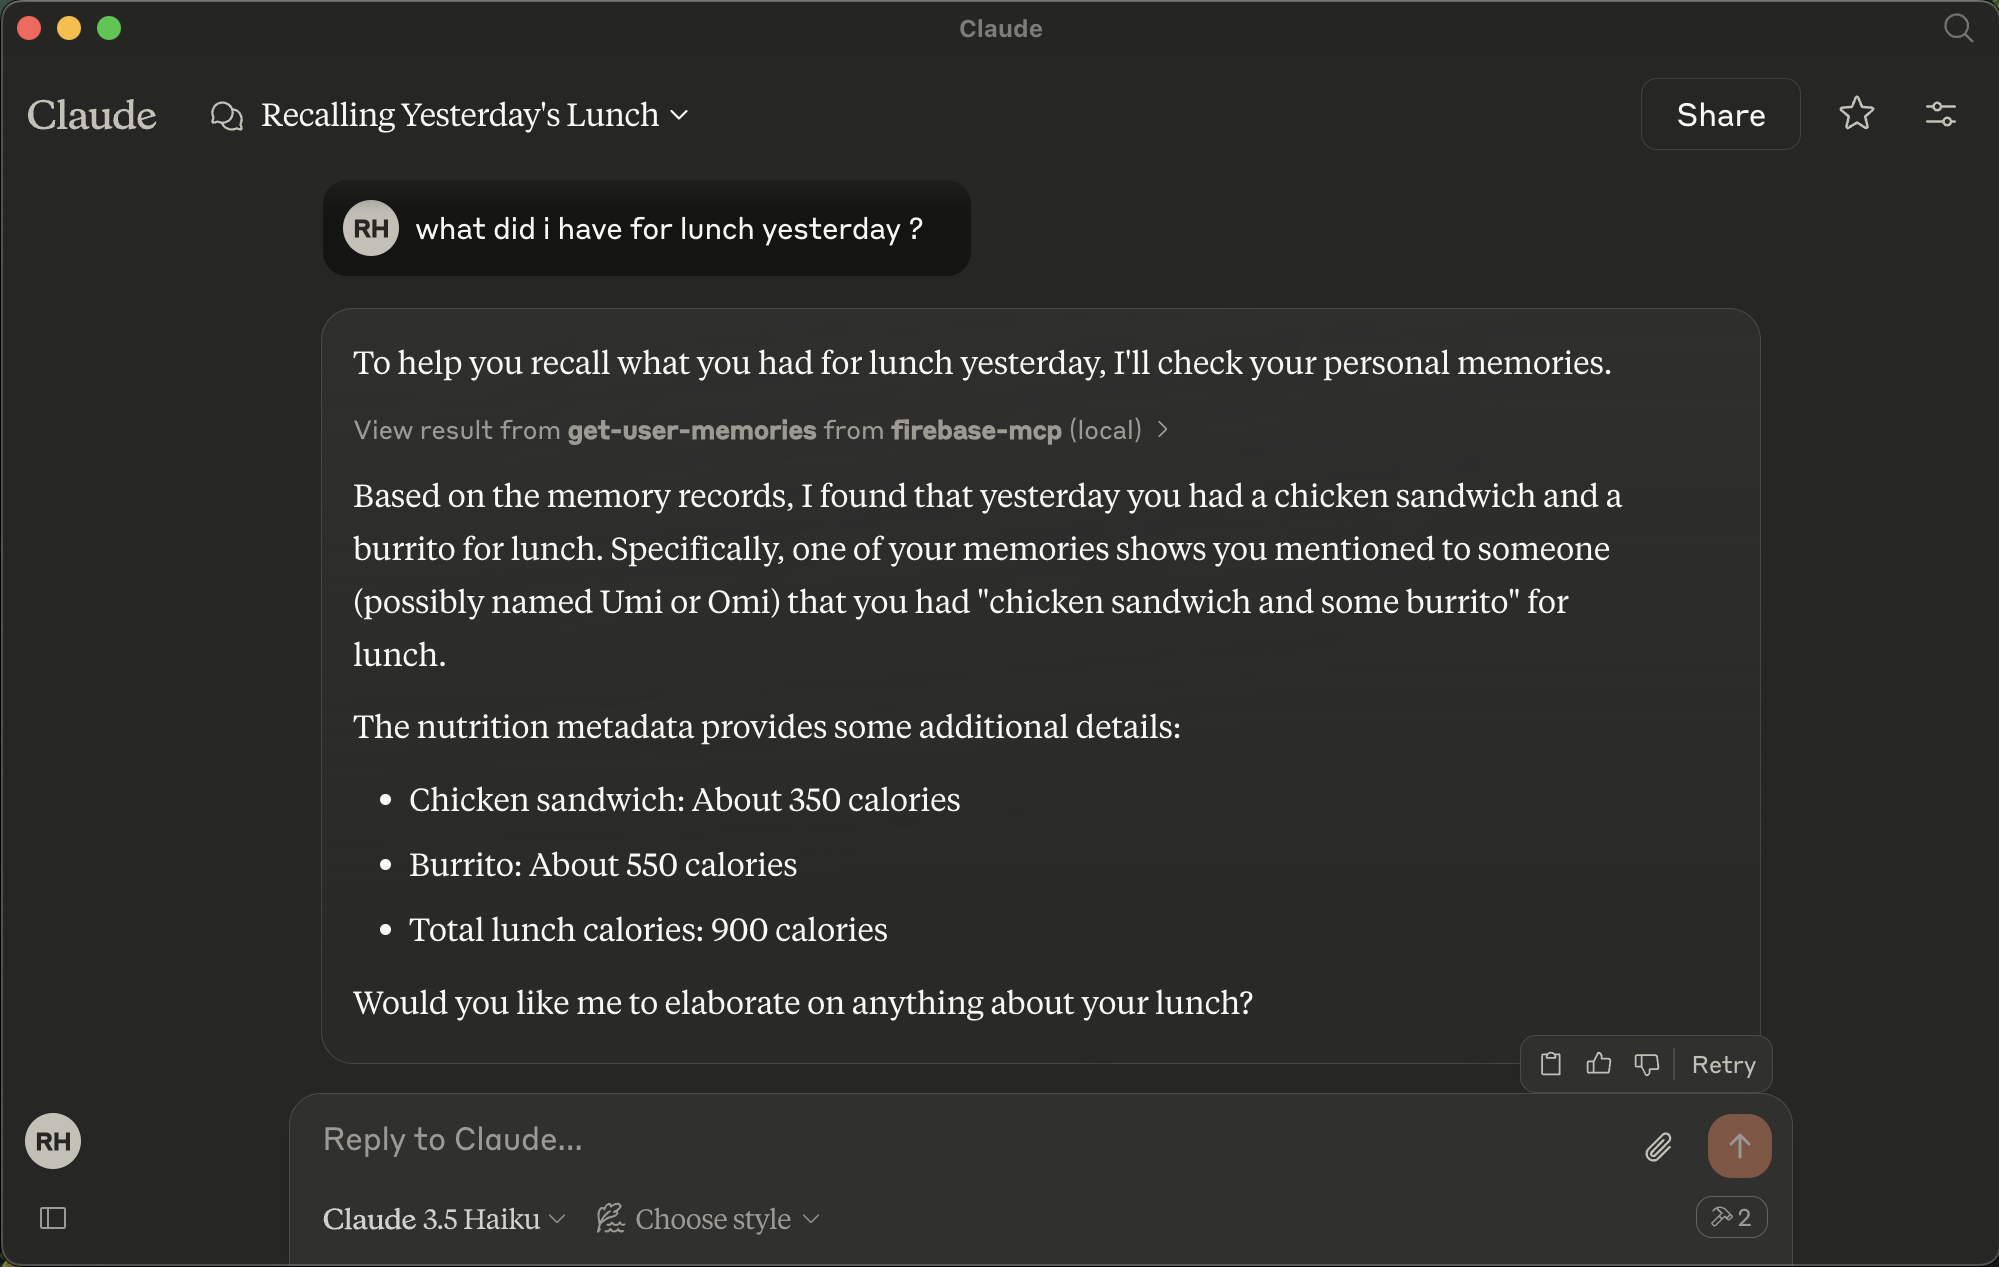 Claude
Claude
Recalling Yesterday's Lunch
Share
RH
what did i have for lunch yesterday ?
To help you recall what you had for lunch yesterday, I'll check your personal memories.
View result from get-user-memories from firebase-mcp (local)
Based on the memory records, I found that yesterday you had a chicken sandwich and a
burrito for lunch. Specifically, one of your memories shows you mentioned to someone
(possibly named Umi or Omi) that you had "chicken sandwich and some burrito" for
lunch.
The nutrition metadata provides some additional details:
• Chicken sandwich: About 350 calories
• Burrito: About 550 calories
• Total lunch calories: 900 calories
Would you like me to elaborate on anything about your lunch?
Retry
RH
Reply to Claude...
Claude 3.5 Haiku
Choose style
2